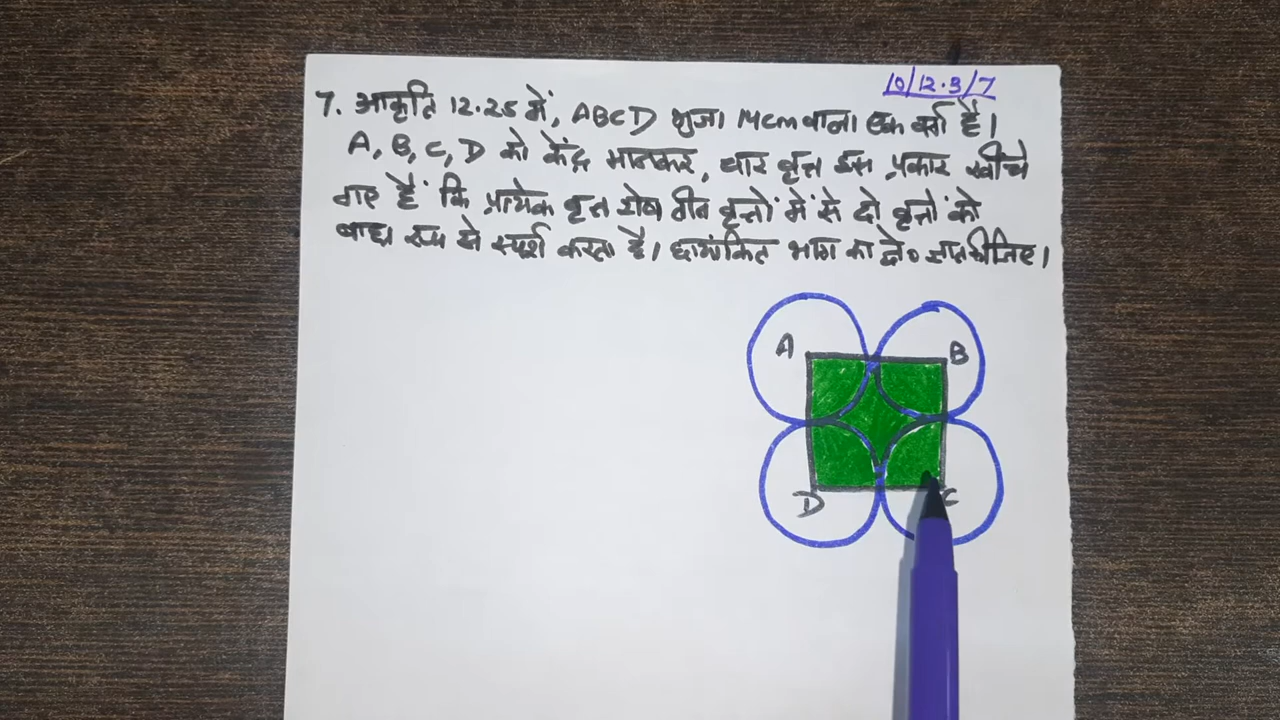 10/12.3/7
7. आकृति 12.25 में, ABCD भुजा 14cm वाला एक वर्ग है।
A, B, C, D को केंद्र मानकर, चार वृत्त इस प्रकार खींचे
गए हैं कि प्रत्येक वृत्त शेष तीन वृत्तों में से दो वृत्तों को
बाह्य रूप से स्पर्श करता है। छायांकित भाग का क्षे० ज्ञात कीजिए।
A B
D C